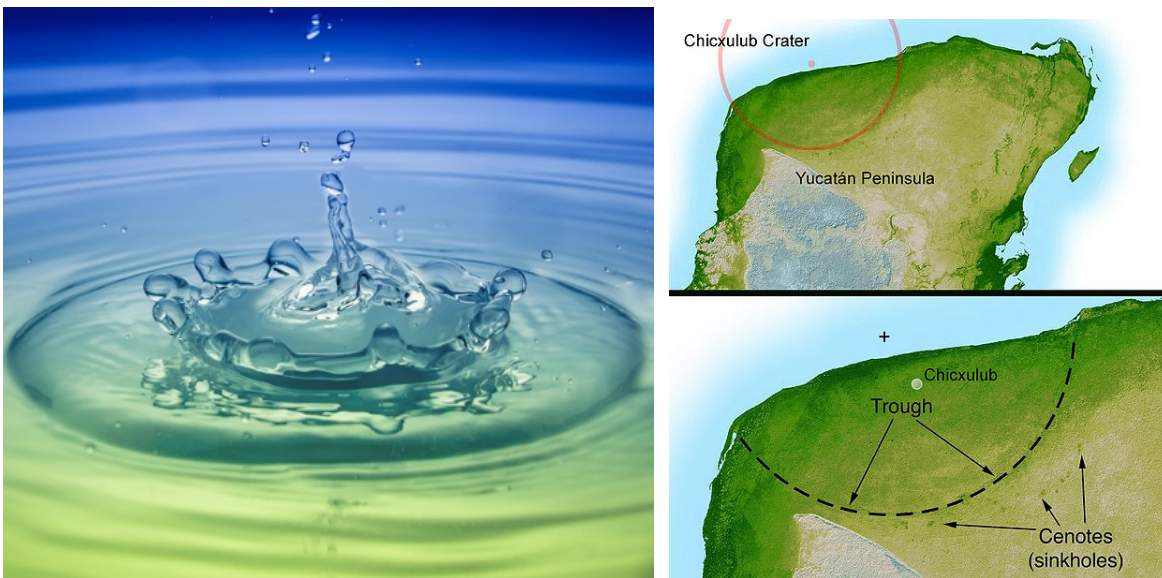 Chicxulub Crater
Yucatán Peninsula
+
Chicxulub
Trough
Cenotes
(sinkholes)